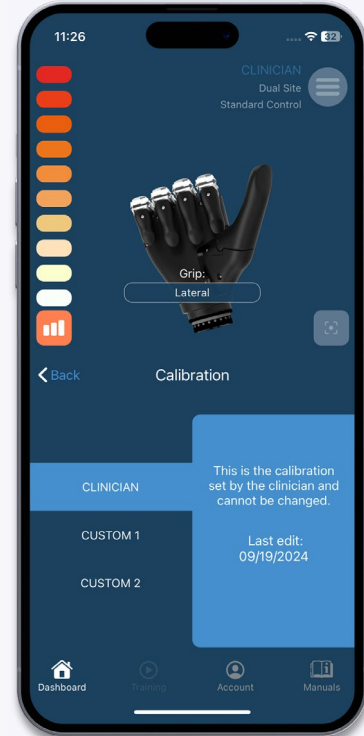 11:26
32
CLINICIAN
Dual Site
Standard Control
Grip:
Lateral
Back
Calibration
CLINICIAN
CUSTOM 1
CUSTOM 2
This is the calibration
set by the clinician and
cannot be changed.
Last edit:
09/19/2024
Dashboard
Training
Account
Manuals